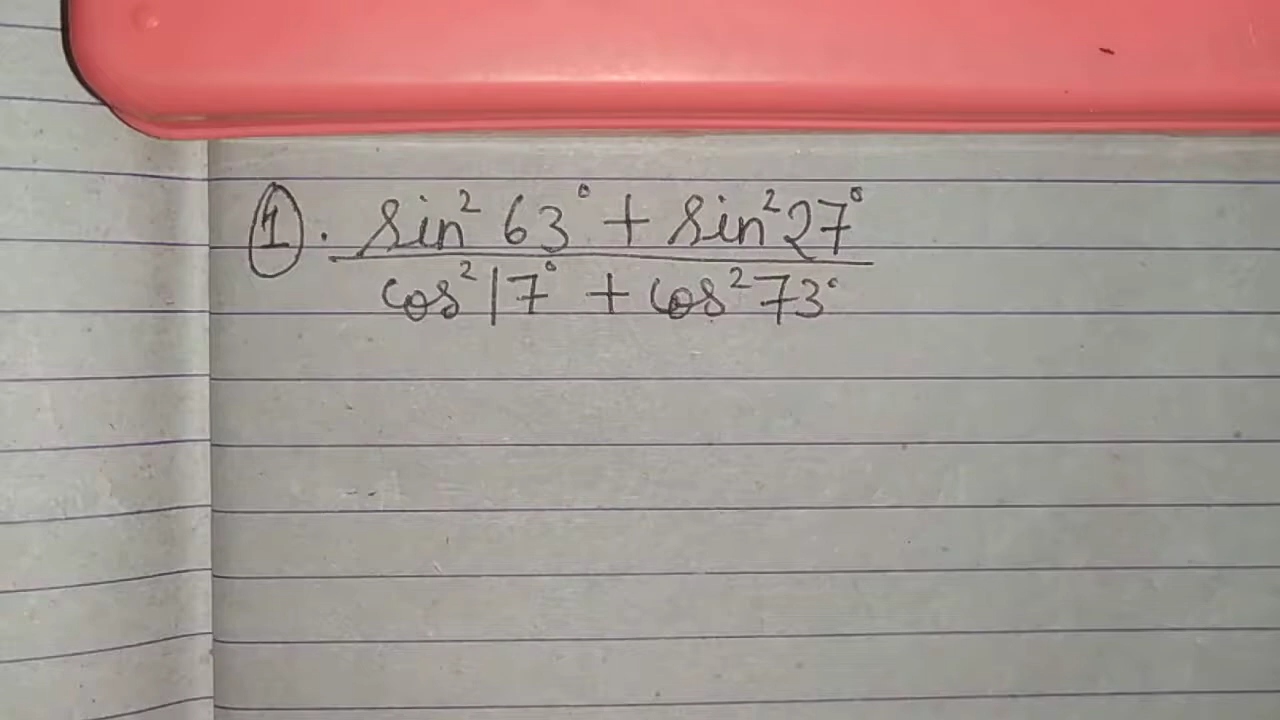 1. sin² 63° + sin² 27°
cos² 17° + cos² 73°